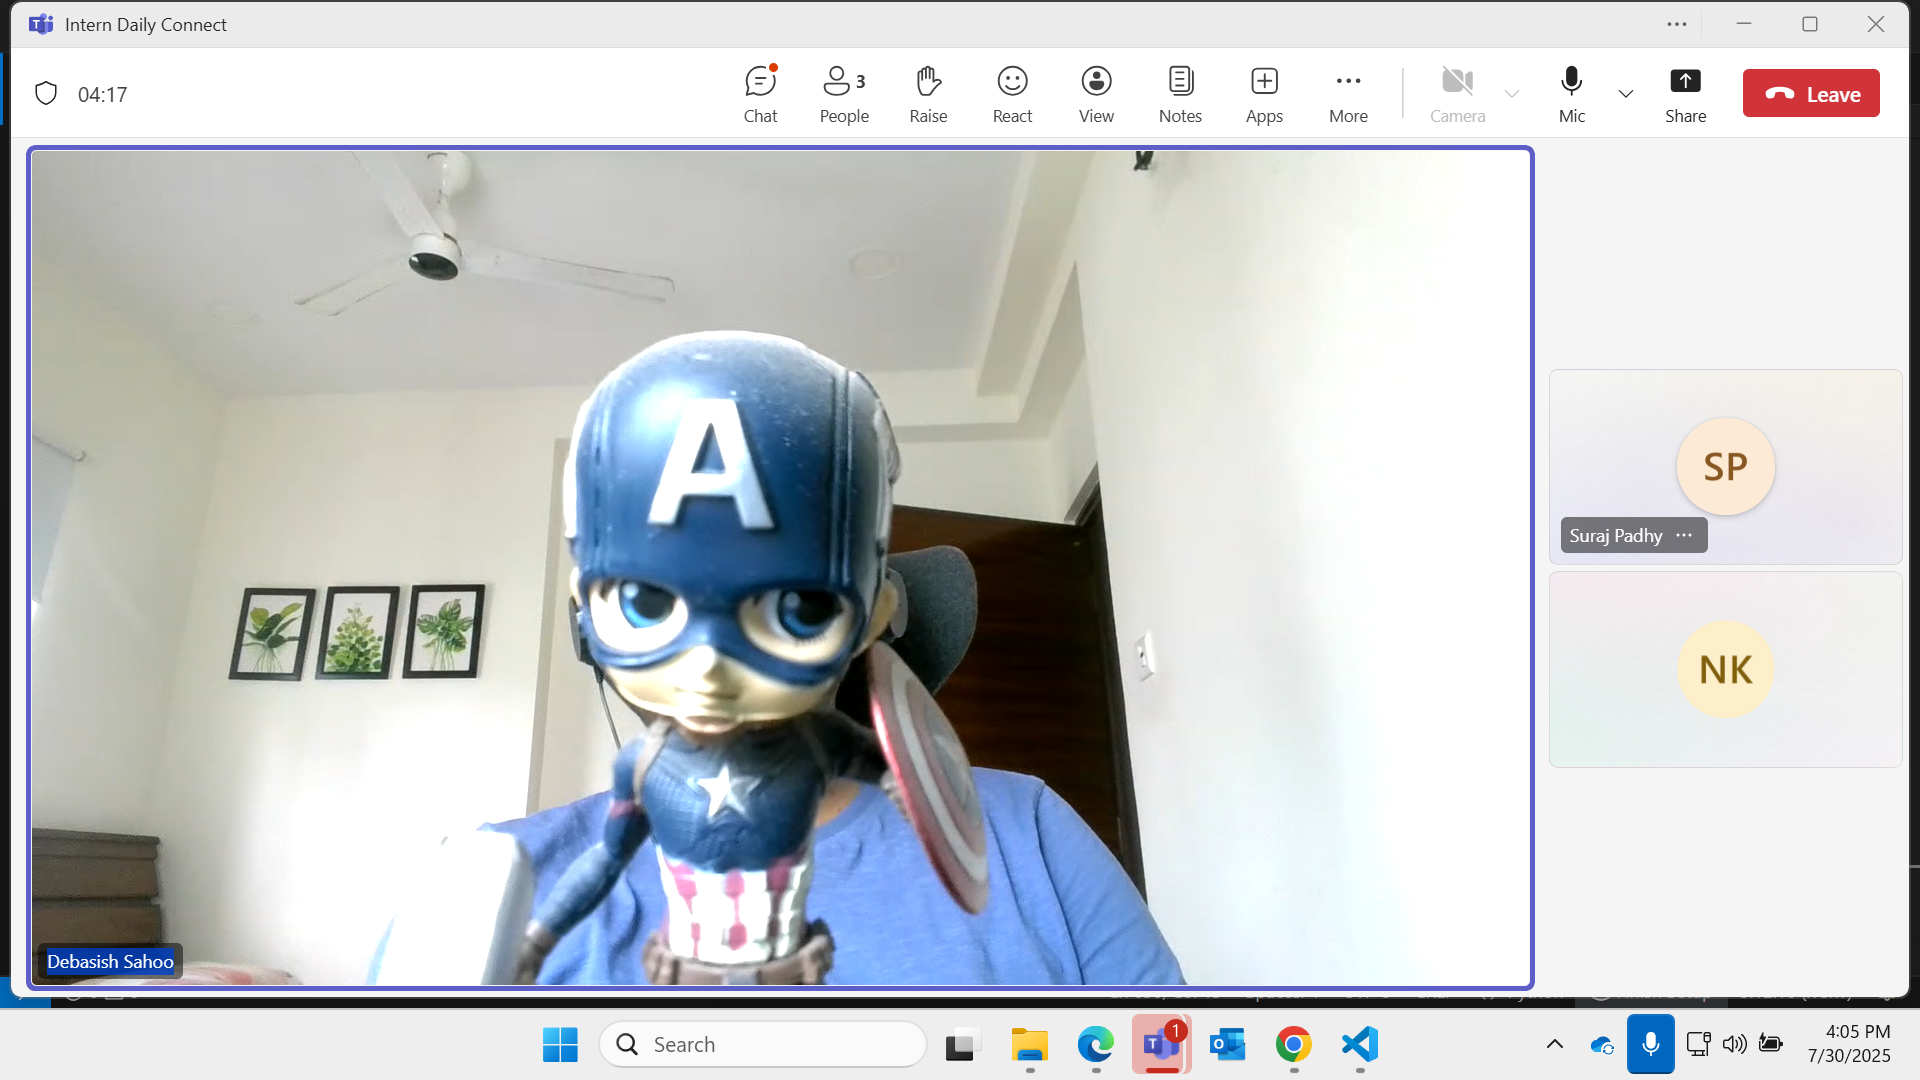 Intern Daily Connect
04:17
Chat
People 3
Raise
React
View
Notes
Apps
More
Camera
Mic
Share
Leave
A
SP
Suraj Padhy
NK
Debasish Sahoo
Search
1
4:05 PM
7/30/2025